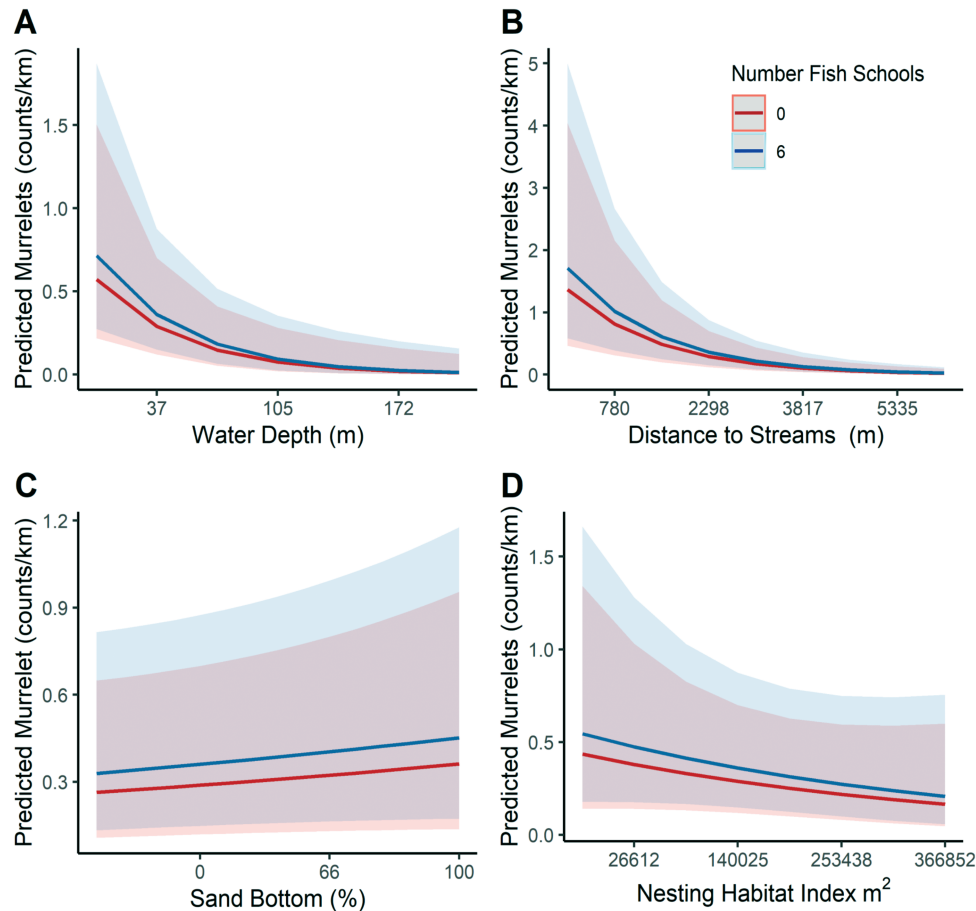 A
Predicted Murrelets (counts/km)
1.5
1.0
0.5
0.0
37 105 172
Water Depth (m)
B
Predicted Murrelets (counts/km)
5
4
3
2
1
0
780 2298 3817 5335
Distance to Streams (m)
Number Fish Schools
0
6
C
Predicted Murrelet (counts/km)
1.2
0.9
0.6
0.3
0 66 100
Sand Bottom (%)
D
Predicted Murrelets (counts/km)
1.5
1.0
0.5
0.0
26612 140025 253438 366852
Nesting Habitat Index m²